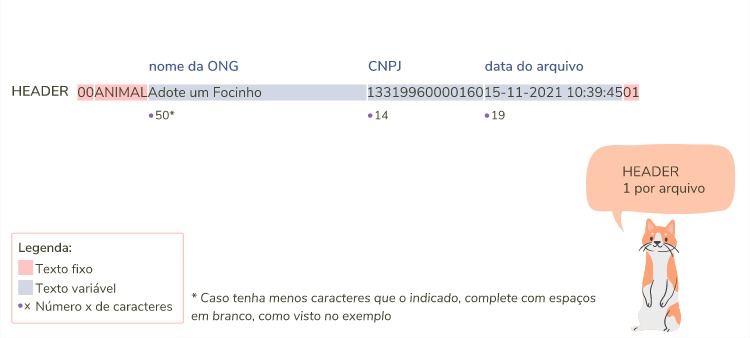 nome da ONG CNPJ data do arquivo
HEADER 00ANIMALAdote um Focinho 1331996000016015-11-2021 10:39:4501
•50* •14 •19
HEADER
1 por arquivo
Legenda:
Texto fixo
Texto variável
•x Número x de caracteres
* Caso tenha menos caracteres que o indicado, complete com espaços
em branco, como visto no exemplo